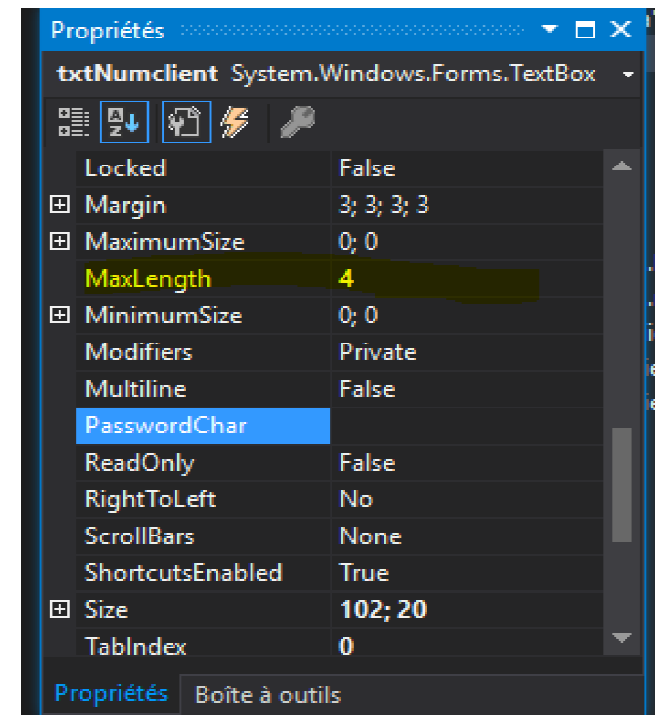 Propriétés
txtNumclient System.Windows.Forms.TextBox
Locked False
Margin 3; 3; 3; 3
MaximumSize 0; 0
MaxLength 4
MinimumSize 0; 0
Modifiers Private
Multiline False
PasswordChar
ReadOnly False
RightToLeft No
ScrollBars None
ShortcutsEnabled True
Size 102; 20
TabIndex 0
Propriétés Boîte à outils